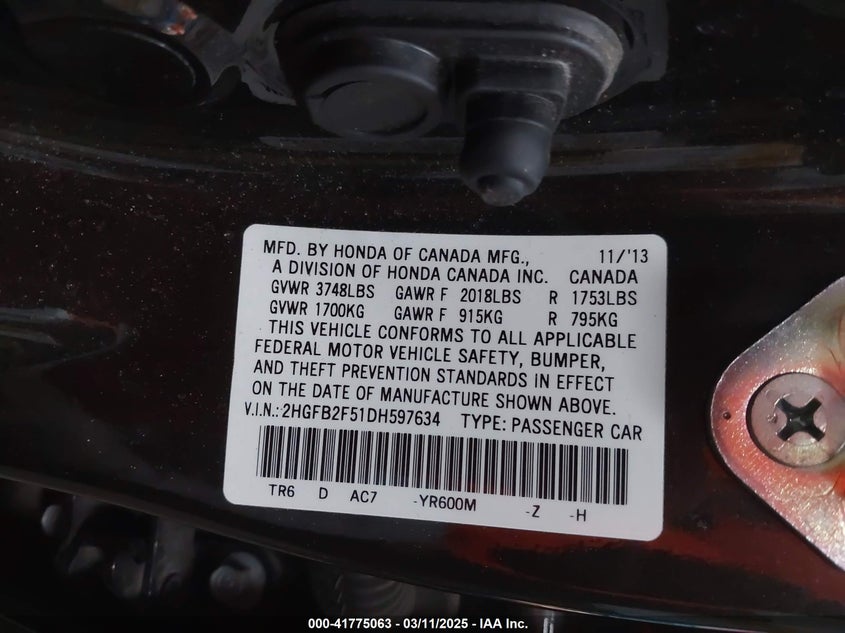 MFD. BY HONDA OF CANADA MFG., 11/'13
A DIVISION OF HONDA CANADA INC. CANADA
GVWR 3748LBS GAWR F 2018LBS R 1753LBS
GVWR 1700KG GAWR F 915KG R 795KG
THIS VEHICLE CONFORMS TO ALL APPLICABLE
FEDERAL MOTOR VEHICLE SAFETY, BUMPER,
AND THEFT PREVENTION STANDARDS IN EFFECT
ON THE DATE OF MANUFACTURE SHOWN ABOVE.
V.I.N.:2HGFB2F51DH597634 TYPE: PASSENGER CAR
TR6 D AC7 -YR600M -Z -H
000-41775063 - 03/11/2025 - IAA Inc.